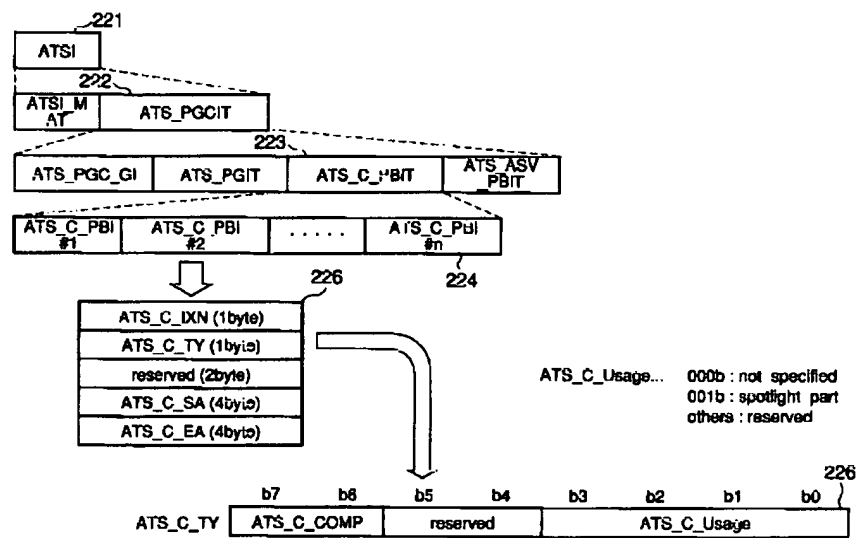 221
ATSI
222
ATSI_M
AT
ATS_PGCIT
223
ATS_PGC_GI ATS_PGIT ATS_C_PBIT ATS_ASV
_PBIT
ATS_C_PBI
#1
ATS_C_PBI
#2
.....
ATS_C_PBI
#n
224
226
ATS_C_IXN (1byte)
ATS_C_TY (1byte)
reserved (2byte)
ATS_C_SA (4byte)
ATS_C_EA (4byte)
ATS_C_Usage... 000b : not specified
001b : spotlight part
others : reserved
226
b7 b6 b5 b4 b3 b2 b1 b0
ATS_C_TY ATS_C_COMP reserved ATS_C_Usage